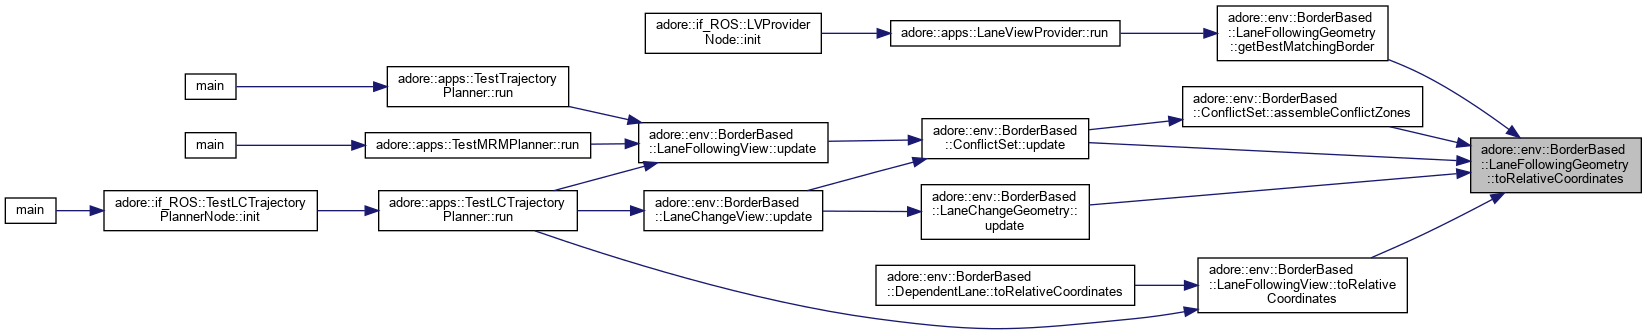 adore::env::BorderBased
::LaneFollowingGeometry
::getBestMatchingBorder
adore::if_ROS::LVProvider
Node::init
adore::apps::LaneViewProvider::run
adore::apps::TestTrajectory
Planner::run
main
adore::env::BorderBased
::ConflictSet::assembleConflictZones
adore::env::BorderBased
::LaneFollowingView::update
adore::env::BorderBased
::ConflictSet::update
main
adore::apps::TestMRMPlanner::run
adore::env::BorderBased
::LaneFollowingGeometry
::toRelativeCoordinates
main
adore::if_ROS::TestLCTrajectory
PlannerNode::init
adore::apps::TestLCTrajectory
Planner::run
adore::env::BorderBased
::LaneChangeView::update
adore::env::BorderBased
::LaneChangeGeometry::
update
adore::env::BorderBased
::DependentLane::toRelativeCoordinates
adore::env::BorderBased
::LaneFollowingView::toRelative
Coordinates